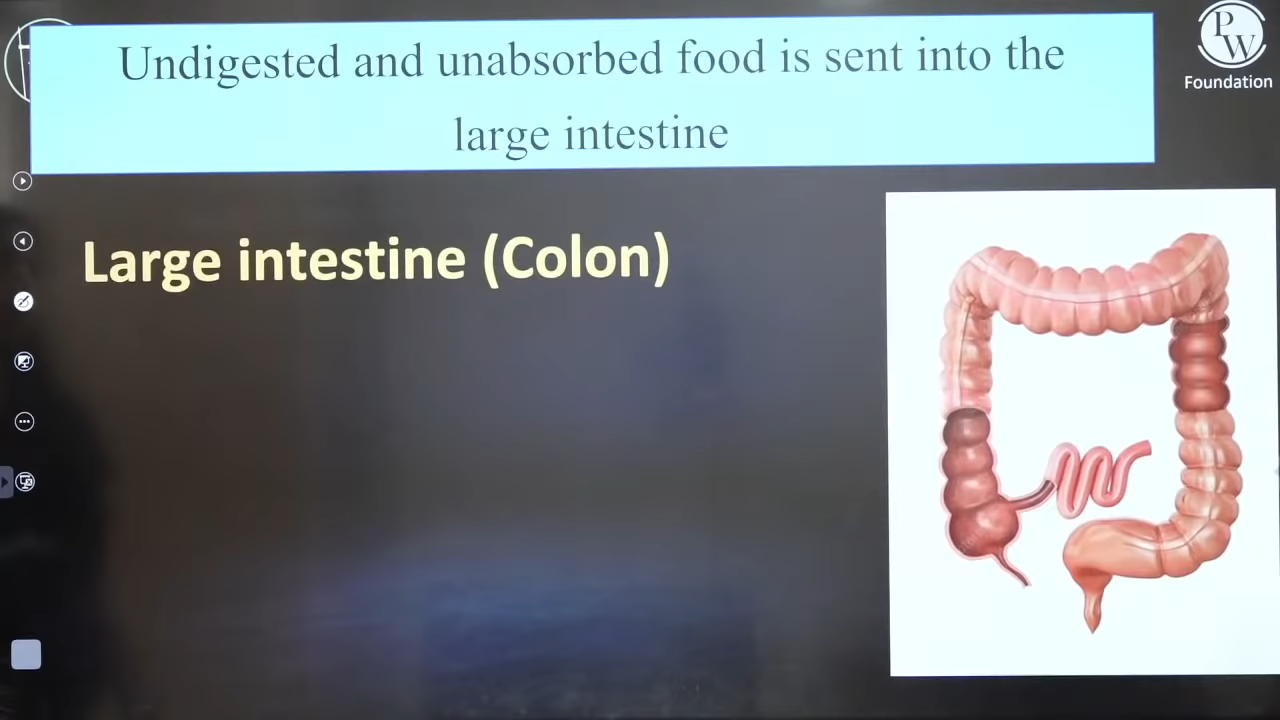 Undigested and unabsorbed food is sent into the
large intestine
P
W
Foundation
Large intestine (Colon)